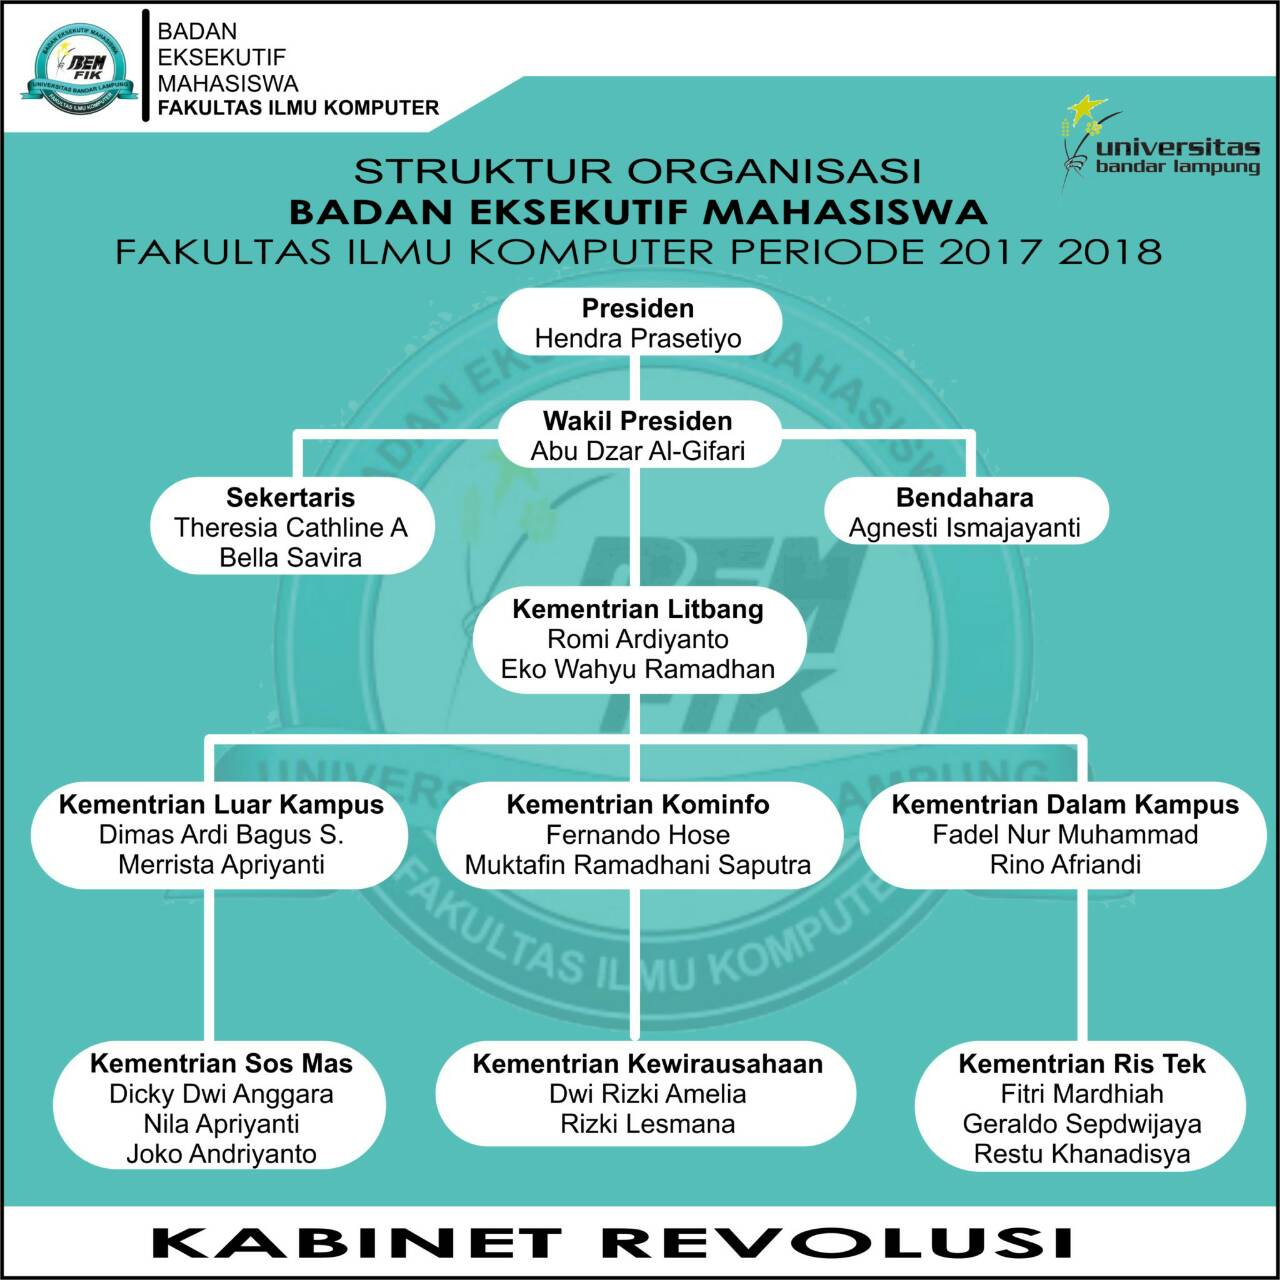 BADAN EKSEKUTIF MAHASISWA
BEM
FIK
UNIVERSITAS BANDAR LAMPUNG
FAKULTAS ILMU KOMPUTER
BADAN
EKSEKUTIF
MAHASISWA
FAKULTAS ILMU KOMPUTER
universitas
bandar lampung
STRUKTUR ORGANISASI
BADAN EKSEKUTIF MAHASISWA
FAKULTAS ILMU KOMPUTER PERIODE 2017 2018
Presiden
Hendra Prasetiyo
Wakil Presiden
Abu Dzar Al-Gifari
Sekertaris
Theresia Cathline A
Bella Savira
Bendahara
Agnesti Ismajayanti
Kementrian Litbang
Romi Ardiyanto
Eko Wahyu Ramadhan
Kementrian Luar Kampus
Dimas Ardi Bagus S.
Merrista Apriyanti
Kementrian Kominfo
Fernando Hose
Muktafin Ramadhani Saputra
Kementrian Dalam Kampus
Fadel Nur Muhammad
Rino Afriandi
FAKULTAS ILMU KOMPUTER
Kementrian Sos Mas
Dicky Dwi Anggara
Nila Apriyanti
Joko Andriyanto
Kementrian Kewirausahaan
Dwi Rizki Amelia
Rizki Lesmana
Kementrian Ris Tek
Fitri Mardhiah
Geraldo Sepdwijaya
Restu Khanadisya
KABINET REVOLUSI